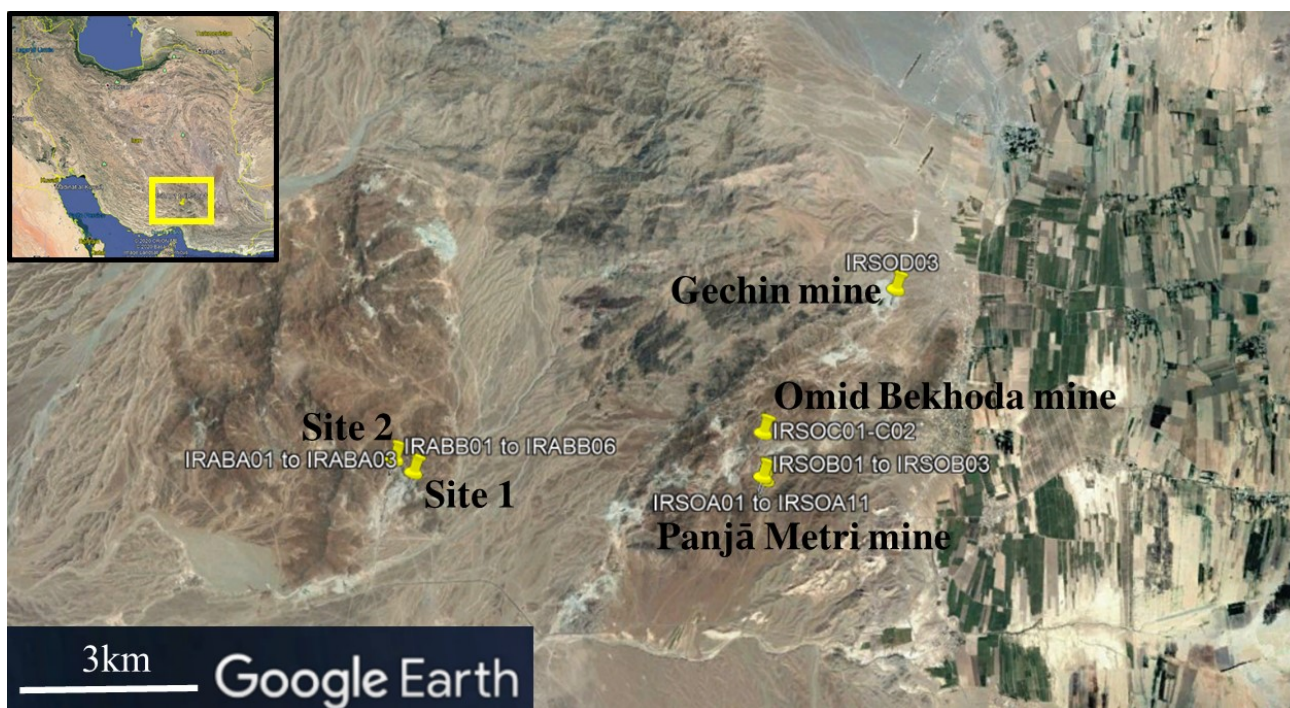 IRSOD03
Gechin mine
Omid Bekhoda mine
IRSOC01-C02
Site 2
IRABB01 to IRABB06
IRABA01 to IRABA03
IRSOB01 to IRSOB03
Site 1
IRSOA01 to IRSOA11
Panjā Metri mine
3km
Google Earth